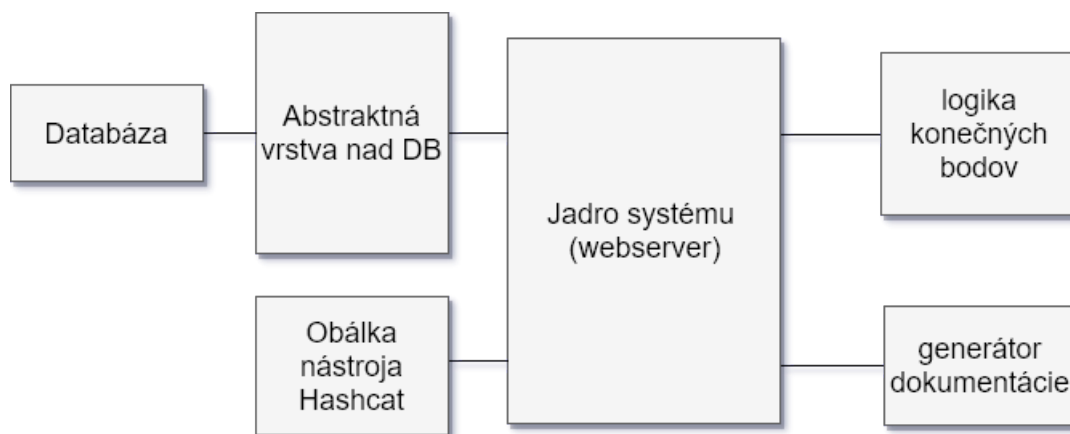 Databáza
Abstraktná
vrstva nad DB
Obálka
nástroja
Hashcat
Jadro systému
(webserver)
logika
konečných
bodov
generátor
dokumentácie